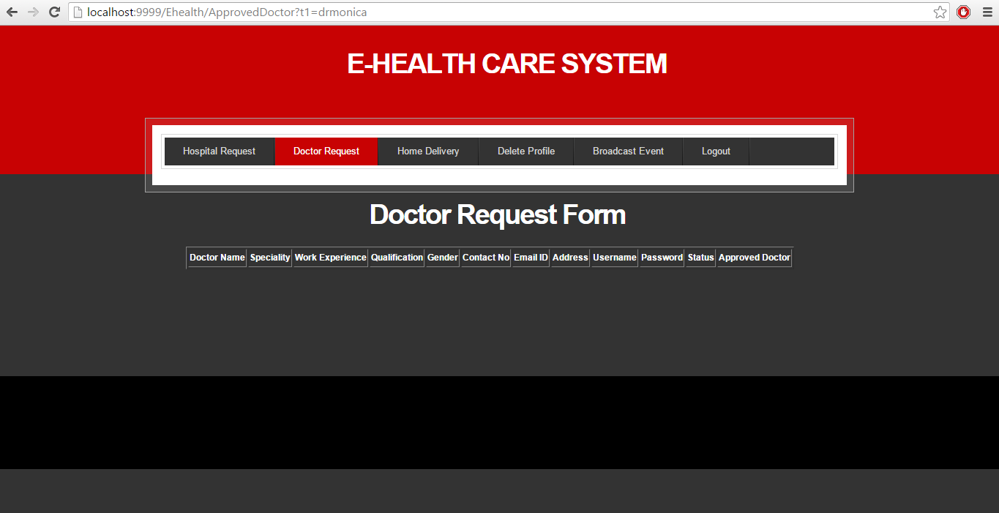 localhost:9999/Ehealth/ApprovedDoctor?t1=drmonica
E-HEALTH CARE SYSTEM
Hospital Request Doctor Request Home Delivery Delete Profile Broadcast Event Logout
Doctor Request Form
Doctor Name Speciality Work Experience Qualification Gender Contact No Email ID Address Username Password Status Approved Doctor